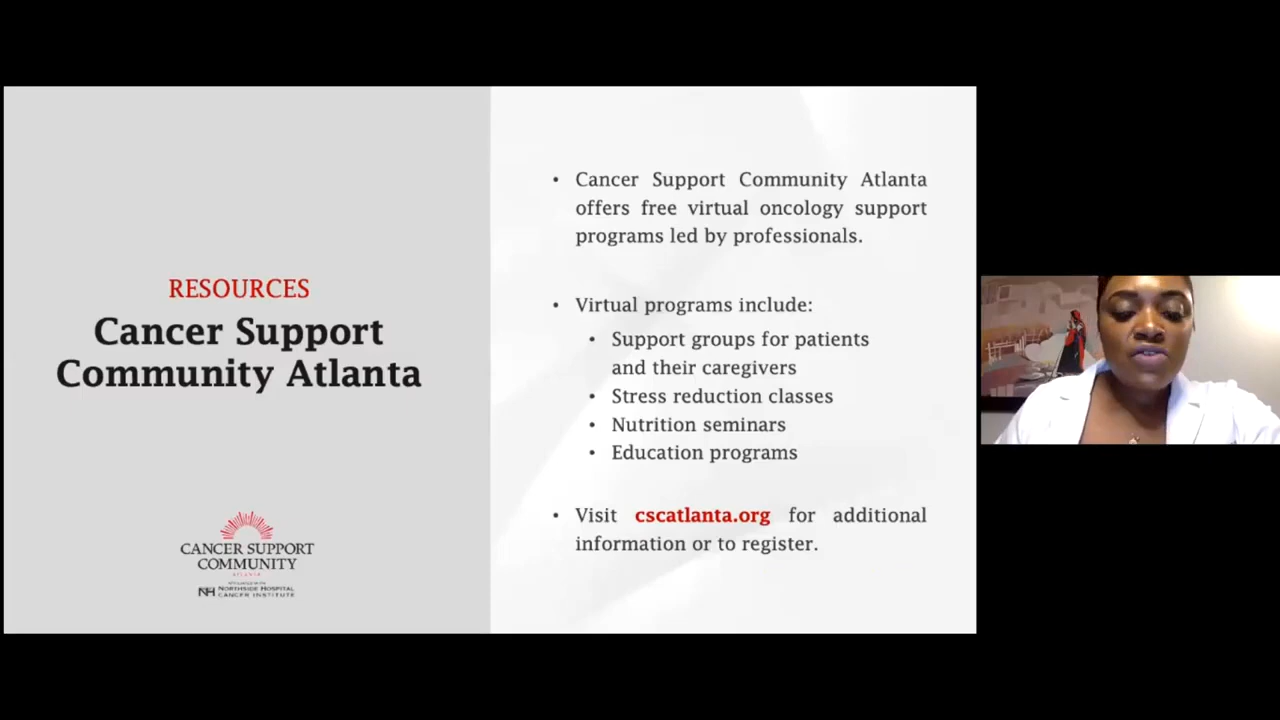 RESOURCES
Cancer Support
Community Atlanta
CANCER SUPPORT
COMMUNITY
ATLANTA
NH NORTHSIDE HOSPITAL
CANCER INSTITUTE
• Cancer Support Community Atlanta
offers free virtual oncology support
programs led by professionals.
• Virtual programs include:
• Support groups for patients
and their caregivers
• Stress reduction classes
• Nutrition seminars
• Education programs
• Visit cscatlanta.org for additional
information or to register.